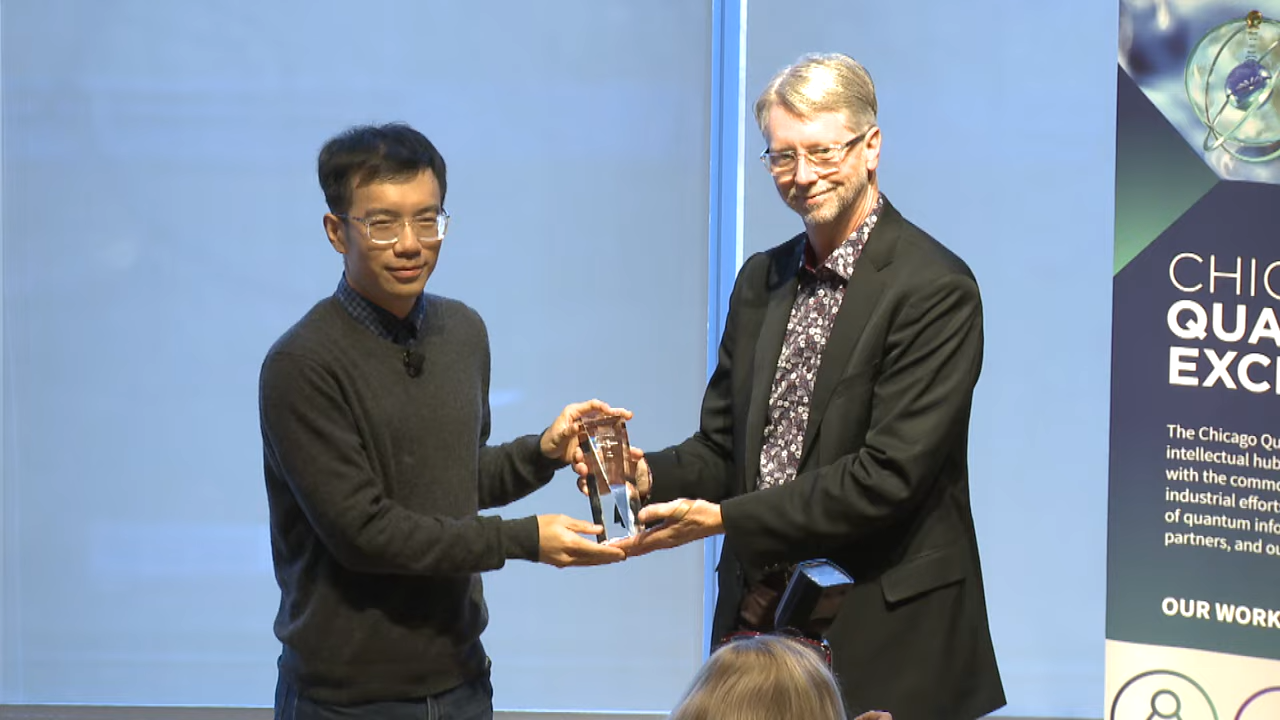 CHIC
QUA
EXC
The Chicago Qu
intellectual hub
with the comm
industrial effort
of quantum info
partners, and ou
OUR WORK